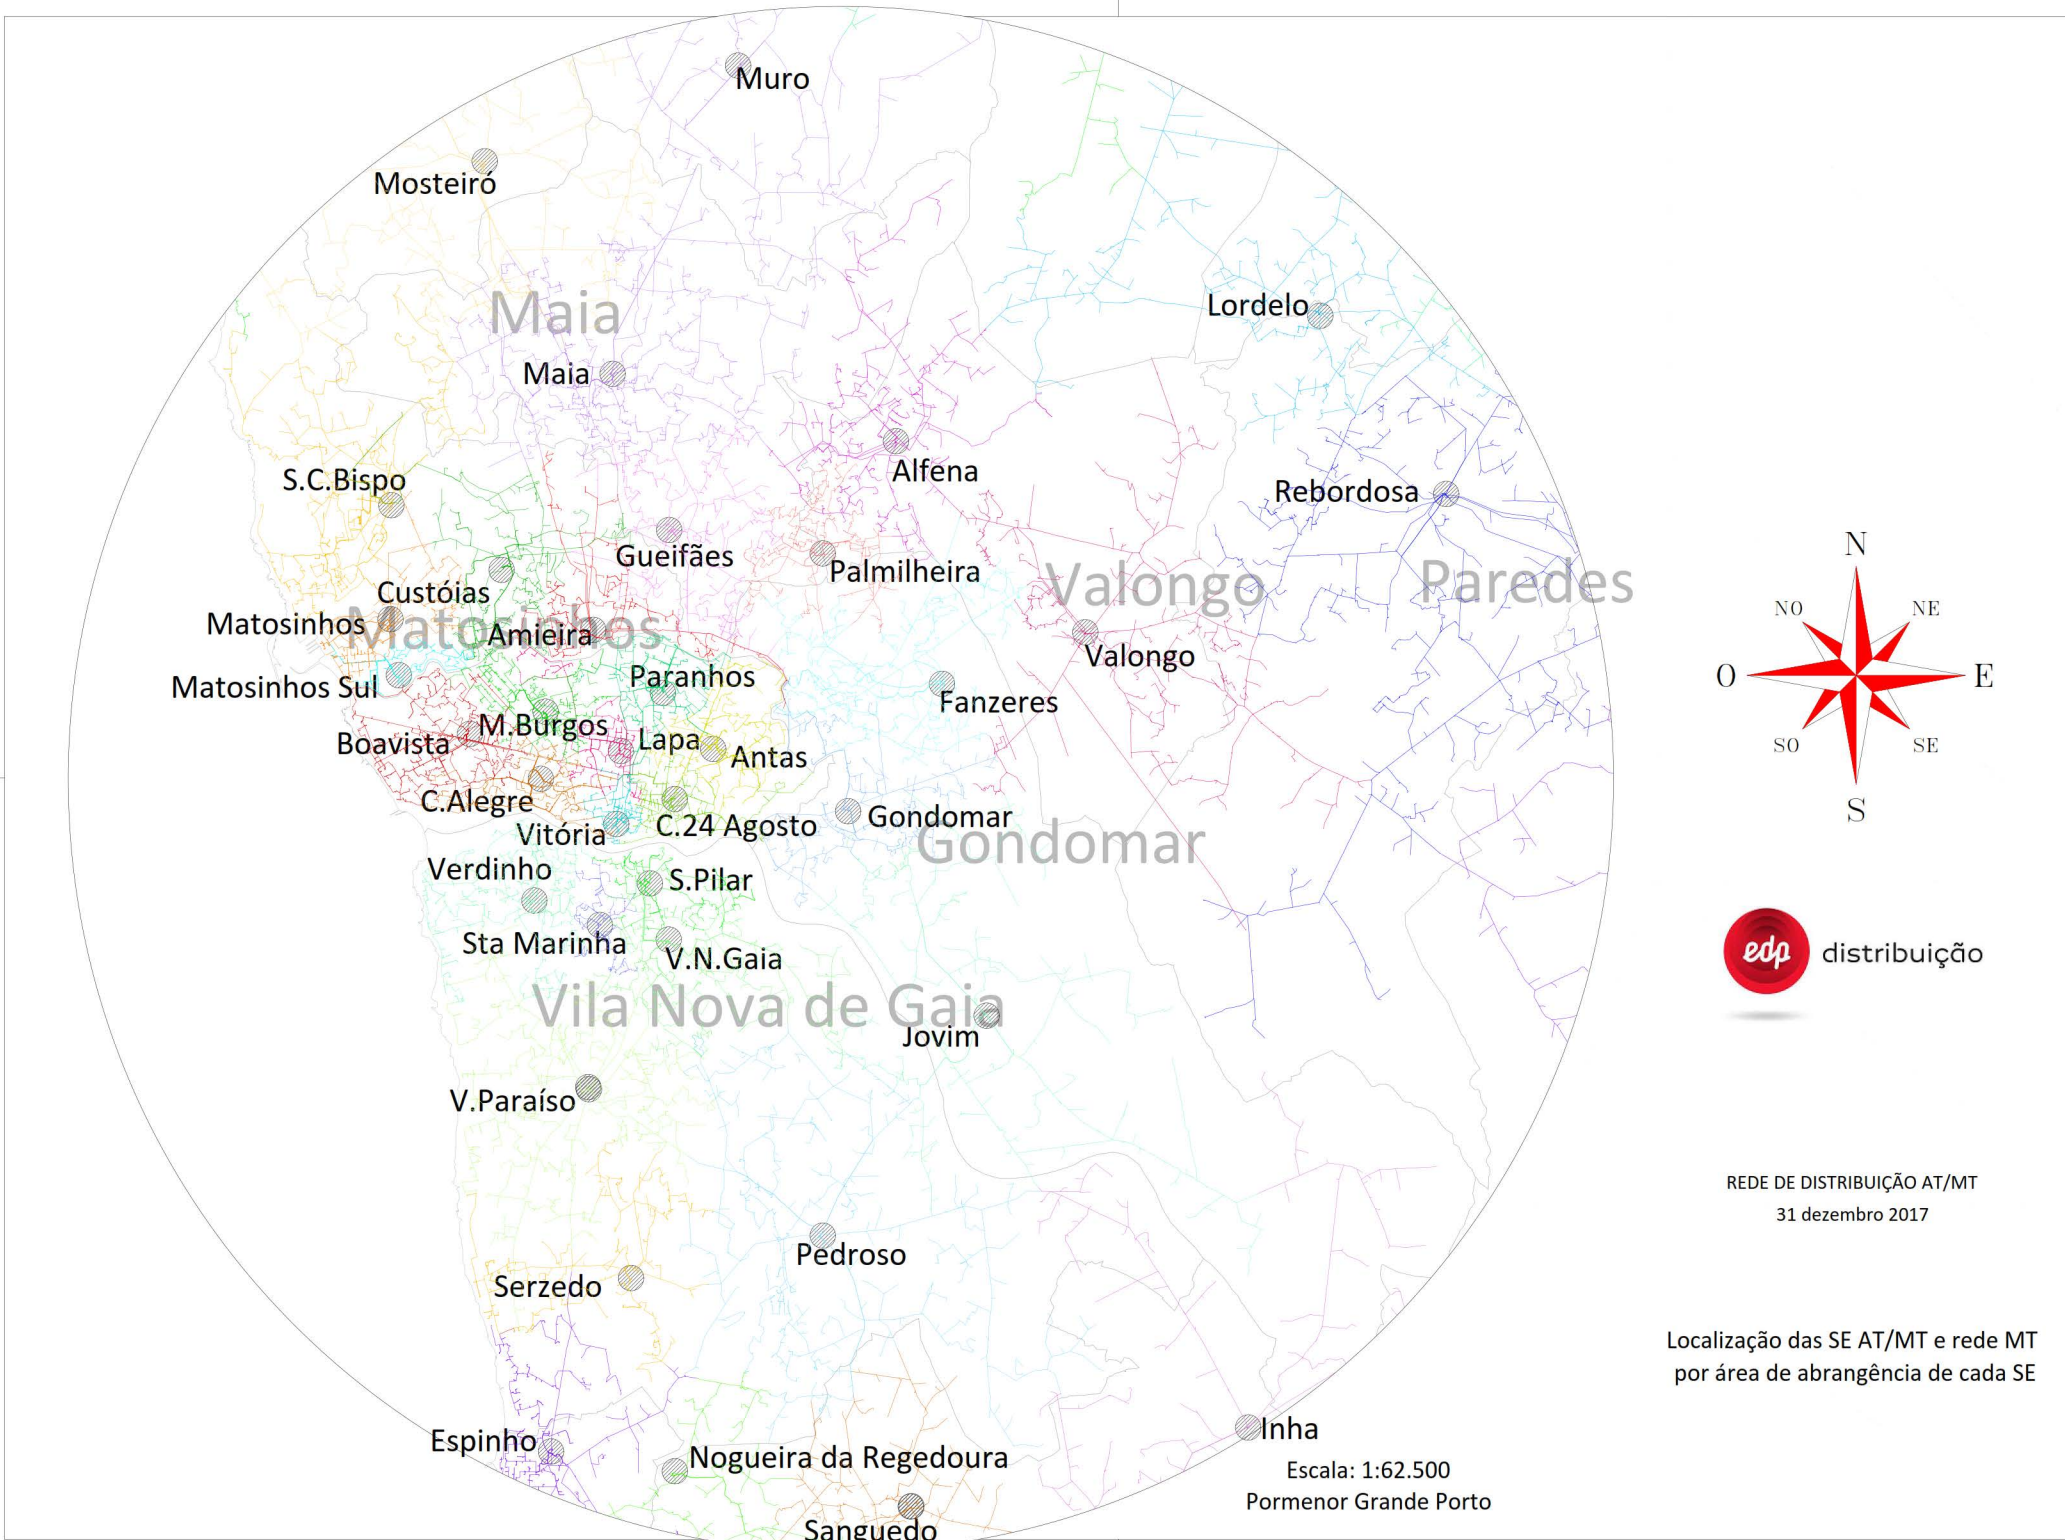 Muro
Mosteiró
Maia
Lordelo
Maia
Alfena
S.C.Bispo
Rebordosa
Gueifães
Palmilheira
Valongo
Paredes
Custóias
Matosinhos
Matosinhos
Amieira
Valongo
Paranhos
Matosinhos Sul
Fanzeres
M.Burgos
Boavista
Lapa
Antas
C.Alegre
Vitória
C.24 Agosto
Gondomar
Gondomar
Verdinho
S.Pilar
Sta Marinha
V.N.Gaia
Vila Nova de Gaia
Jovim
V.Paraíso
Pedroso
Serzedo
Espinho
Nogueira da Regedoura
Sanguedo
Inha
Escala: 1:62.500
Pormenor Grande Porto
N
NO
NE
O
E
SO
SE
S
edp distribuição
REDE DE DISTRIBUIÇÃO AT/MT
31 dezembro 2017
Localização das SE AT/MT e rede MT
por área de abrangência de cada SE